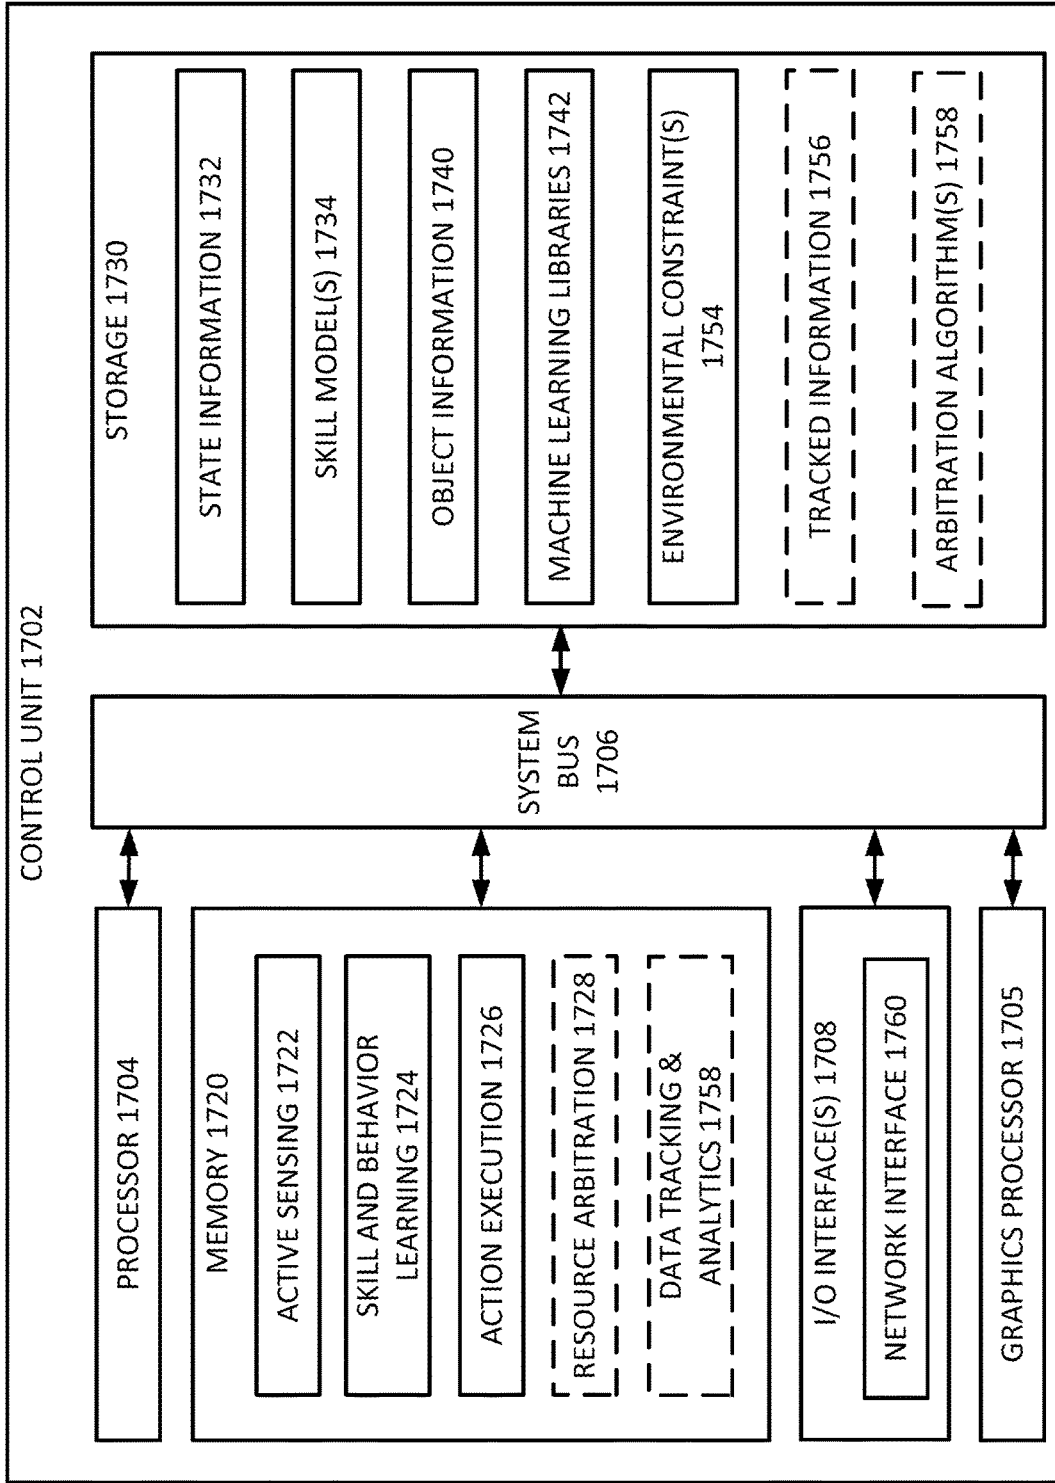 CONTROL UNIT 1702
PROCESSOR 1704
MEMORY 1720
ACTIVE SENSING 1722
SKILL AND BEHAVIOR
LEARNING 1724
ACTION EXECUTION 1726
RESOURCE ARBITRATION 1728
DATA TRACKING &
ANALYTICS 1758
I/O INTERFACE(S) 1708
NETWORK INTERFACE 1760
GRAPHICS PROCESSOR 1705
SYSTEM
BUS
1706
STORAGE 1730
STATE INFORMATION 1732
SKILL MODEL(S) 1734
OBJECT INFORMATION 1740
MACHINE LEARNING LIBRARIES 1742
ENVIRONMENTAL CONSTRAINT(S)
1754
TRACKED INFORMATION 1756
ARBITRATION ALGORITHM(S) 1758